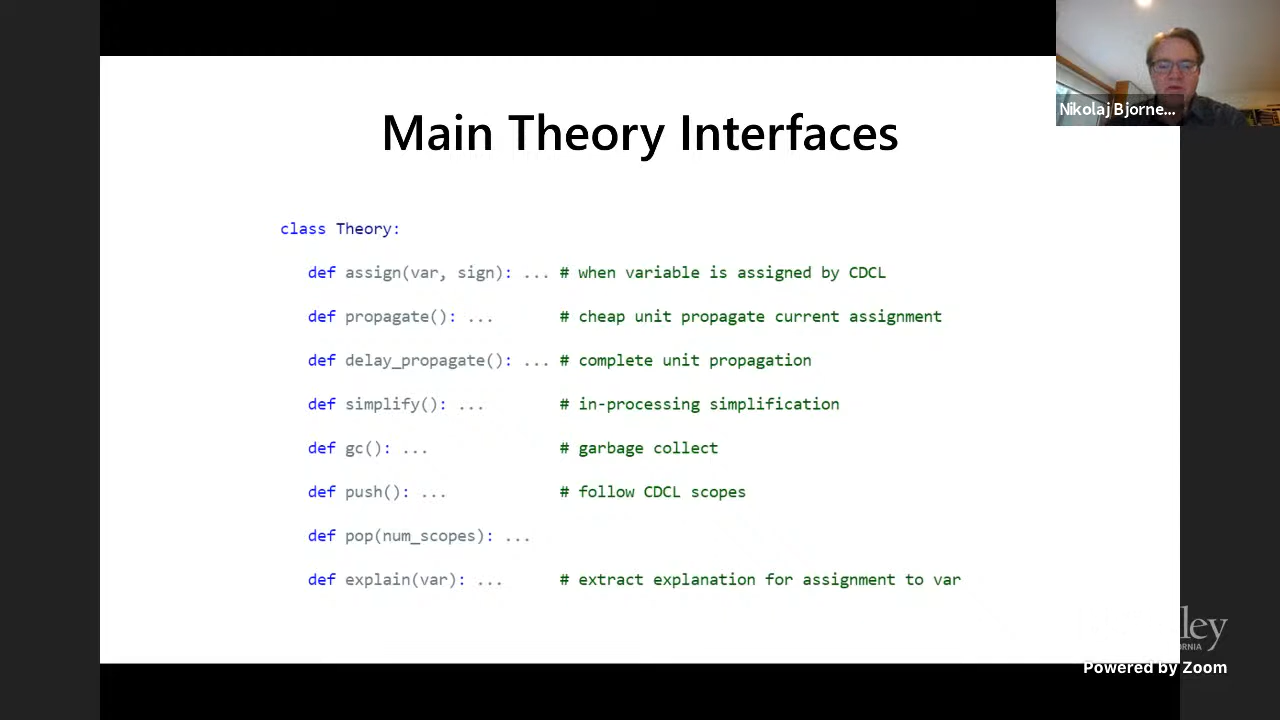 Nikolaj Bjorne...
Main Theory Interfaces
class Theory:
def assign(var, sign): ... # when variable is assigned by CDCL
def propagate(): ... # cheap unit propagate current assignment
def delay_propagate(): ... # complete unit propagation
def simplify(): ... # in-processing simplification
def gc(): ... # garbage collect
def push(): ... # follow CDCL scopes
def pop(num_scopes): ...
def explain(var): ... # extract explanation for assignment to var
Powered by Zoom